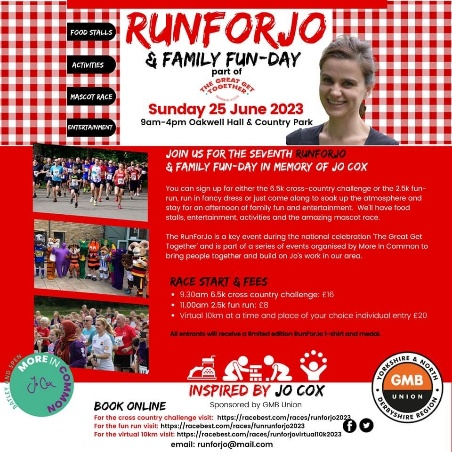 FOOD STALLS
ACTIVITIES
MASCOT RACE
ENTERTAINMENT
RUNFORJO
& FAMILY FUN-DAY
part of
THE GREAT GET
TOGETHER
Sunday 25 June 2023
9am-4pm Oakwell Hall & Country Park
JOIN US FOR THE SEVENTH RUNFORJO
& FAMILY FUN-DAY IN MEMORY OF JO COX
You can sign up for either the 6.5k cross-country challenge or the 2.5k fun-
run, run in fancy dress or just come along to soak up the atmosphere and
stay for an afternoon of family fun and entertainment. We'll have food
stalls, entertainment, activities and the amazing mascot race.
The RunForJo is a key event during the national celebration 'The Great Get
Together' and is part of a series of events organised by More In Common to
bring people together and build on Jo's work in our area.
RACE START & FEES
• 9.30am 6.5k cross country challenge: £16
• 11.00am 2.5k fun run: £8
• Virtual 10km at a time and place of your choice individual entry £20
All entrants will receive a limited edition RunForJo t-shirt and medal.
BATLEY AND SPEN
MORE IN COMMON
Jo Cox
INSPIRED BY JO COX
Sponsored by GMB Union
YORKSHIRE & NORTH
GMB
UNION
DERBYSHIRE REGION
BOOK ONLINE
For the cross country challenge visit: https://racebest.com/races/runforjo2023
For the fun run visit: https://racebest.com/races/funrunforjo2023
For the virtual 10km visit: https://racebest.com/races/runforjovirtual10k2023
email: runforjo@mail.com